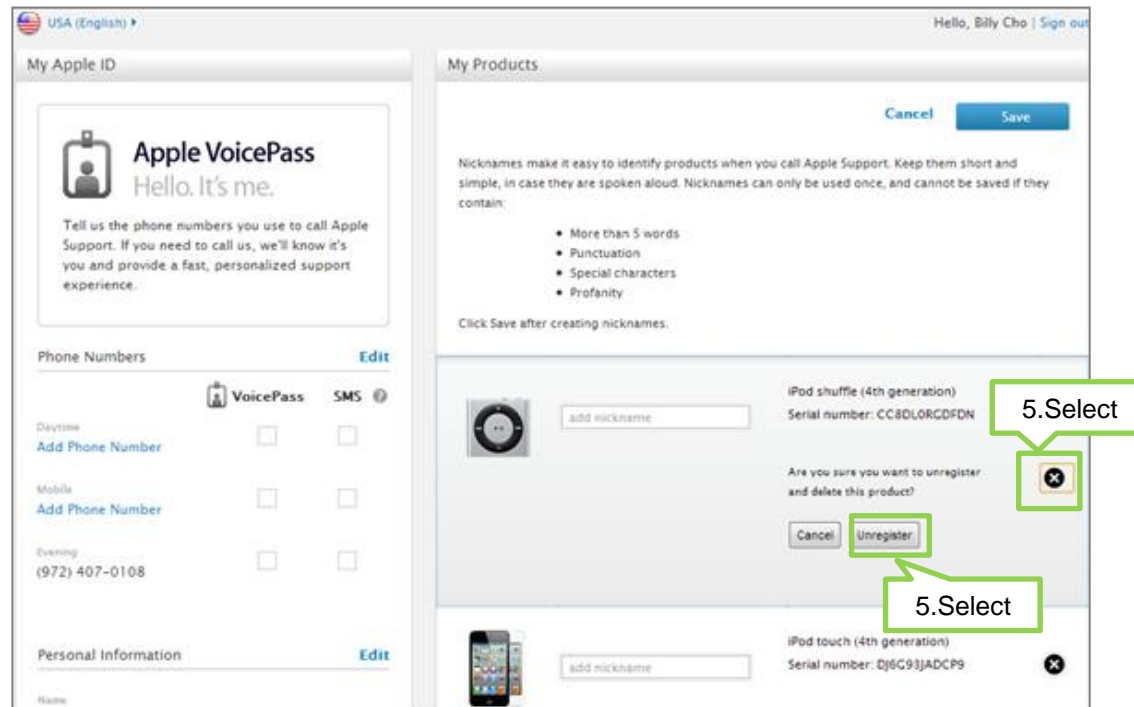 USA (English)
Hello, Billy Cho | Sign out
My Apple ID
Apple VoicePass
Hello. It's me.
Tell us the phone numbers you use to call Apple
Support. If you need to call us, we'll know it's
you and provide a fast, personalized support
experience.
Phone Numbers
Edit
VoicePass SMS ?
Daytime
Add Phone Number
Mobile
Add Phone Number
Evening
(972) 407-0108
Personal Information
Edit
Name
My Products
Cancel
Save
Nicknames make it easy to identify products when you call Apple Support. Keep them short and
simple, in case they are spoken aloud. Nicknames can only be used once, and cannot be saved if they
contain:
• More than 5 words
• Punctuation
• Special characters
• Profanity
Click Save after creating nicknames.
add nickname
iPod shuffle (4th generation)
Serial number: CC8DL0RGDFDN
5.Select
Are you sure you want to unregister
and delete this product?
Cancel
Unregister
5.Select
add nickname
iPod touch (4th generation)
Serial number: DJ6G93JADCP9